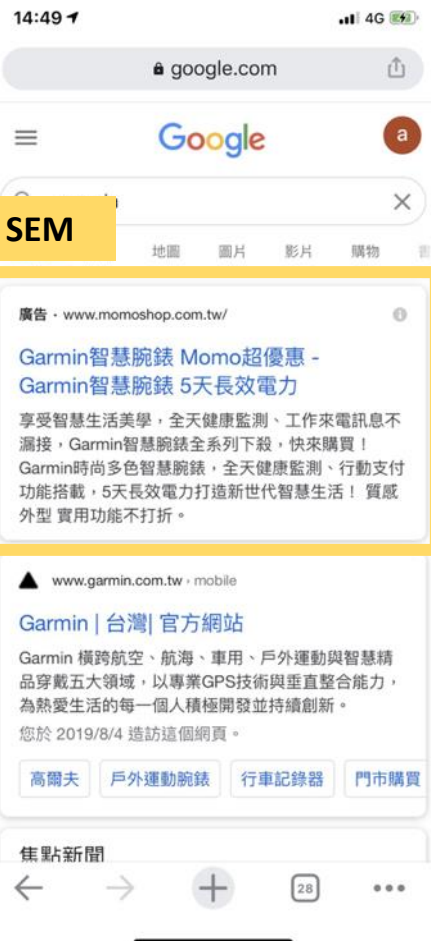 14:49
4G
google.com
Google
a
SEM
地圖 圖片 影片 購物
廣告・www.momoshop.com.tw/
Garmin智慧腕錶 Momo超優惠 -
Garmin智慧腕錶 5天長效電力
享受智慧生活美學，全天健康監測、工作來電訊息不
漏接，Garmin智慧腕錶全系列下殺，快來購買！
Garmin時尚多色智慧腕錶，全天健康監測、行動支付
功能搭載，5天長效電力打造新世代智慧生活！ 質感
外型 實用功能不打折。
www.garmin.com.tw › mobile
Garmin | 台灣| 官方網站
Garmin 橫跨航空、航海、車用、戶外運動與智慧精
品穿戴五大領域，以專業GPS技術與垂直整合能力，
為熱愛生活的每一個人積極開發並持續創新。
您於 2019/8/4 造訪這個網頁。
高爾夫 戶外運動腕錶 行車記錄器 門市購買
焦點新聞
28